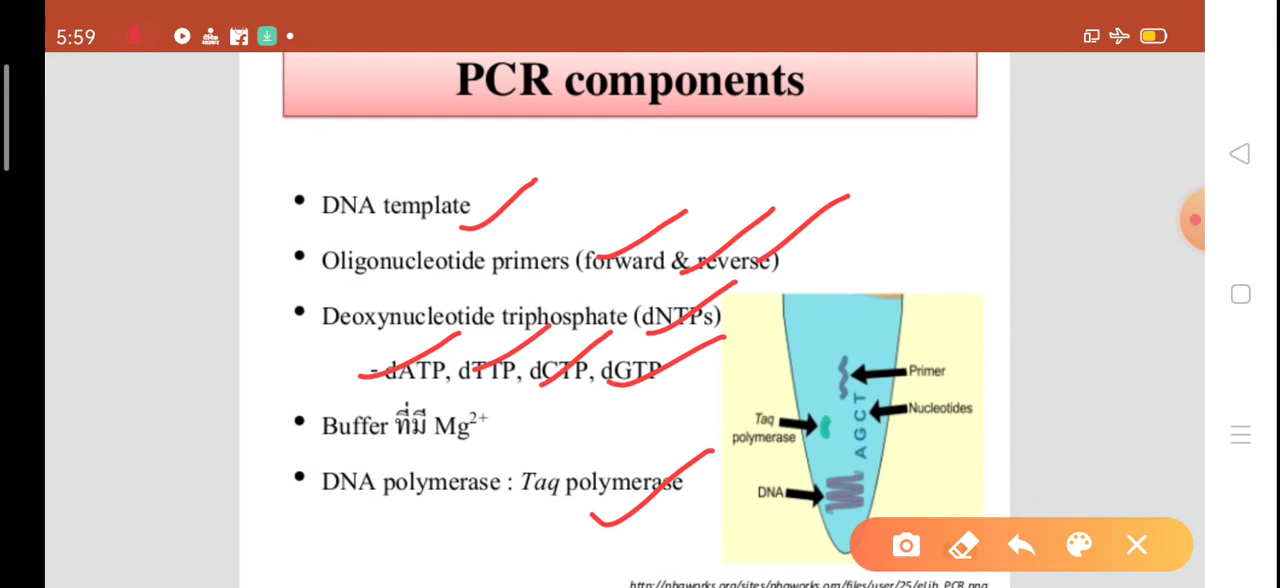 5:59
PCR components
• DNA template
• Oligonucleotide primers (forward & reverse)
• Deoxynucleotide triphosphate (dNTPs)
- dATP, dTTP, dCTP, dGTP
• Buffer ที่มี Mg2+
• DNA polymerase : Taq polymerase
Primer
Nucleotides
Taq
polymerase
AGCT
DNA